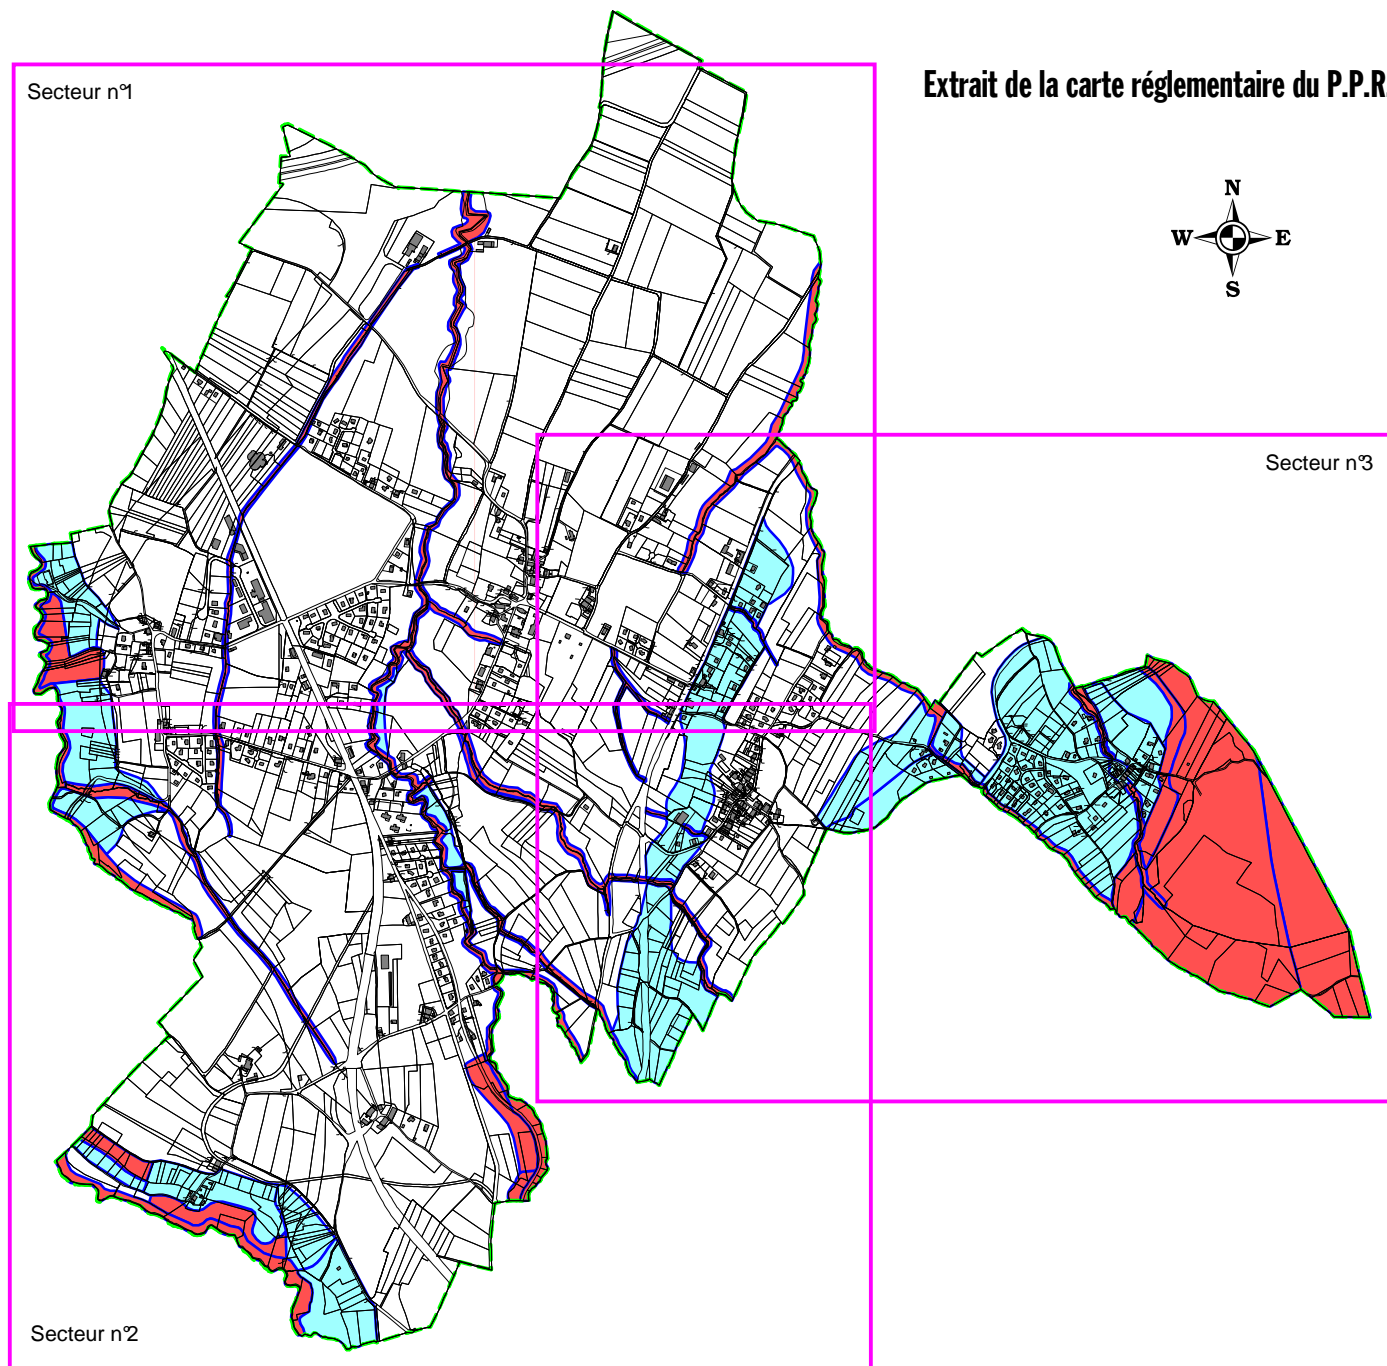 Secteur n°1
Extrait de la carte réglementaire du P.P.R.
N
W E
S
Secteur n°3
Secteur n°2